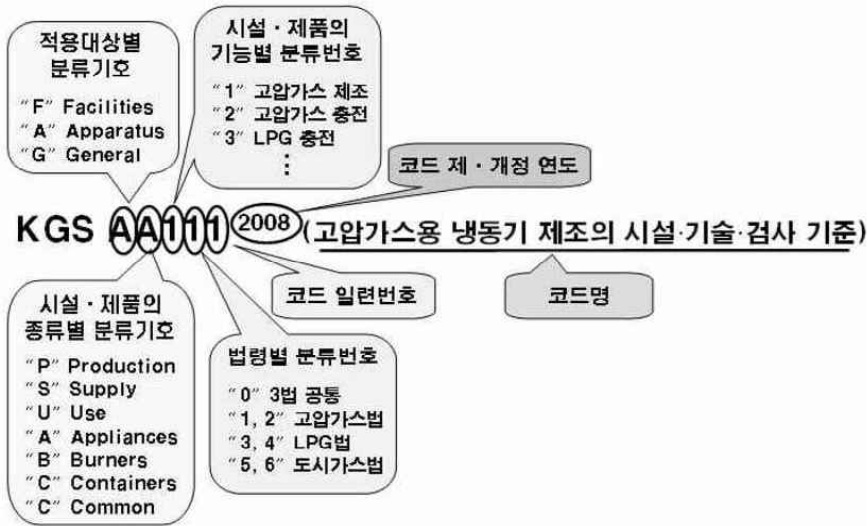 적용대상별
분류기호
"F" Facilities
"A" Apparatus
"G" General
시설 · 제품의
기능별 분류번호
"1" 고압가스 제조
"2" 고압가스 충전
"3" LPG 충전
⋮
코드 제 · 개정 연도
KGS AA111 2008 (고압가스용 냉동기 제조의 시설·기술·검사 기준)
시설 · 제품의
종류별 분류기호
"P" Production
"S" Supply
"U" Use
"A" Appliances
"B" Burners
"C" Containers
"C" Common
법령별 분류번호
"0" 3법 공통
"1, 2" 고압가스법
"3, 4" LPG법
"5, 6" 도시가스법
코드 일련번호
코드명